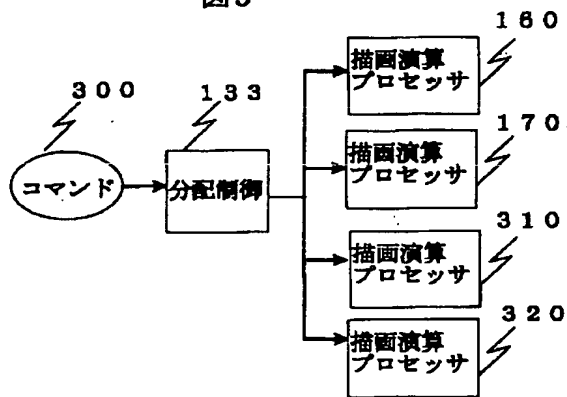 図9
160
描画演算
プロセッサ
300
133
170
描画演算
プロセッサ
コマンド
分配制御
310
描画演算
プロセッサ
320
描画演算
プロセッサ